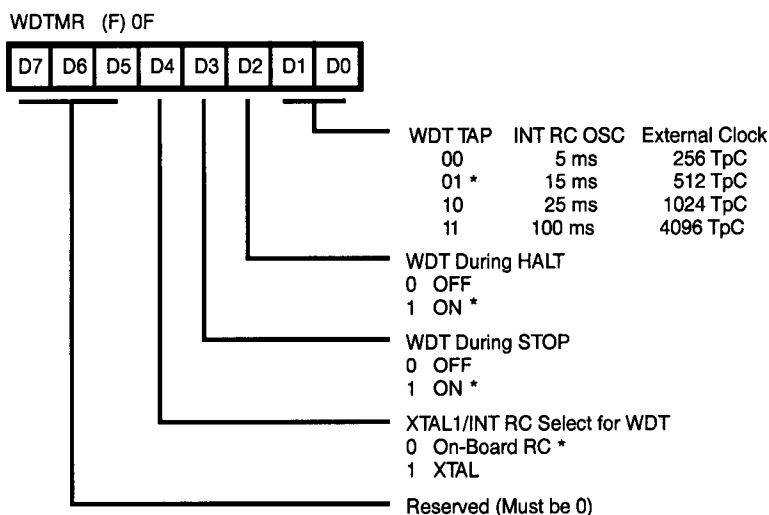 WDTMR (F) 0F
D7 D6 D5 D4 D3 D2 D1 D0
WDT TAP INT RC OSC External Clock
00 5 ms 256 TpC
01 * 15 ms 512 TpC
10 25 ms 1024 TpC
11 100 ms 4096 TpC
WDT During HALT
0 OFF
1 ON *
WDT During STOP
0 OFF
1 ON *
XTAL1/INT RC Select for WDT
0 On-Board RC *
1 XTAL
Reserved (Must be 0)